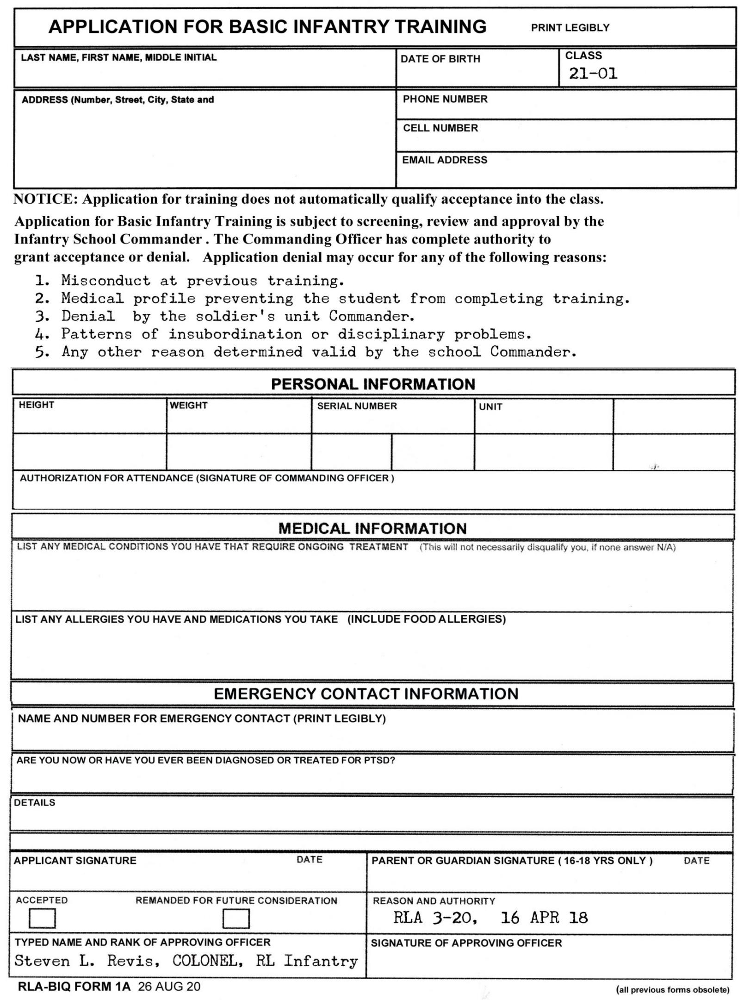 APPLICATION FOR BASIC INFANTRY TRAINING PRINT LEGIBLY
LAST NAME, FIRST NAME, MIDDLE INITIAL
DATE OF BIRTH
CLASS
21-01
ADDRESS (Number, Street, City, State and
PHONE NUMBER
CELL NUMBER
EMAIL ADDRESS
NOTICE: Application for training does not automatically qualify acceptance into the class.
Application for Basic Infantry Training is subject to screening, review and approval by the
Infantry School Commander . The Commanding Officer has complete authority to
grant acceptance or denial. Application denial may occur for any of the following reasons:
1. Misconduct at previous training.
2. Medical profile preventing the student from completing training.
3. Denial by the soldier's unit Commander.
4. Patterns of insubordination or disciplinary problems.
5. Any other reason determined valid by the school Commander.
PERSONAL INFORMATION
HEIGHT WEIGHT SERIAL NUMBER UNIT
AUTHORIZATION FOR ATTENDANCE (SIGNATURE OF COMMANDING OFFICER )
MEDICAL INFORMATION
LIST ANY MEDICAL CONDITIONS YOU HAVE THAT REQUIRE ONGOING TREATMENT (This will not necessarily disqualify you, if none answer N/A)
LIST ANY ALLERGIES YOU HAVE AND MEDICATIONS YOU TAKE (INCLUDE FOOD ALLERGIES)
EMERGENCY CONTACT INFORMATION
NAME AND NUMBER FOR EMERGENCY CONTACT (PRINT LEGIBLY)
ARE YOU NOW OR HAVE YOU EVER BEEN DIAGNOSED OR TREATED FOR PTSD?
DETAILS
APPLICANT SIGNATURE DATE
PARENT OR GUARDIAN SIGNATURE ( 16-18 YRS ONLY ) DATE
ACCEPTED REMANDED FOR FUTURE CONSIDERATION
REASON AND AUTHORITY
RLA 3-20, 16 APR 18
TYPED NAME AND RANK OF APPROVING OFFICER
Steven L. Revis, COLONEL, RL Infantry
SIGNATURE OF APPROVING OFFICER
RLA-BIQ FORM 1A 26 AUG 20
(all previous forms obsolete)